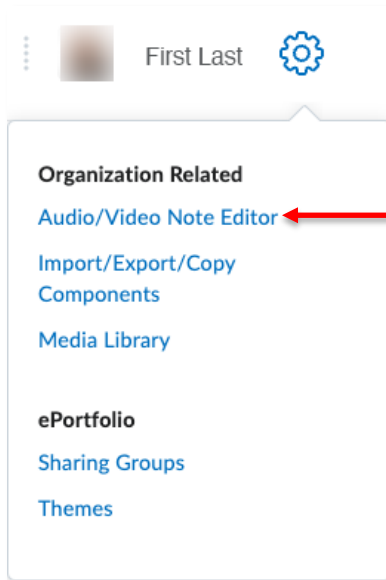 First Last
Organization Related
Audio/Video Note Editor
Import/Export/Copy
Components
Media Library
ePortfolio
Sharing Groups
Themes